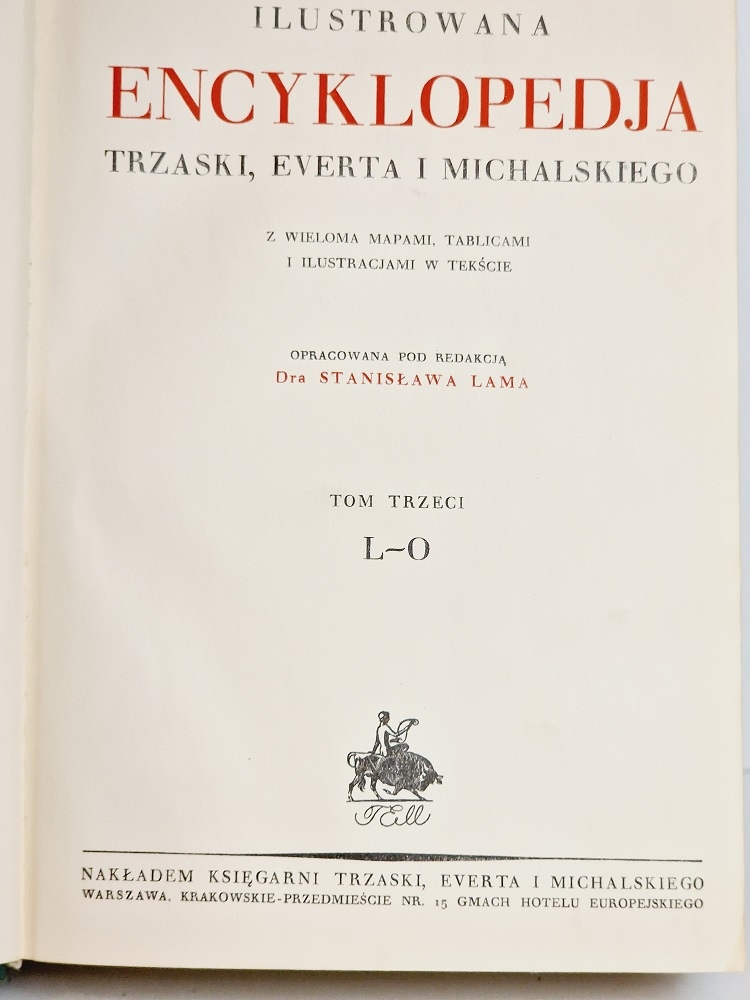 ILUSTROWANA
ENCYKLOPEDJA
TRZASKI, EVERTA I MICHALSKIEGO
Z WIELOMA MAPAMI, TABLICAMI
I ILUSTRACJAMI W TEKŚCIE
OPRACOWANA POD REDAKCJĄ
Dra STANISŁAWA LAMA
TOM TRZECI
L–O
TEM
NAKŁADEM KSIĘGARNI TRZASKI, EVERTA I MICHALSKIEGO
WARSZAWA, KRAKOWSKIE-PRZEDMIEŚCIE NR. 15 GMACH HOTELU EUROPEJSKIEGO